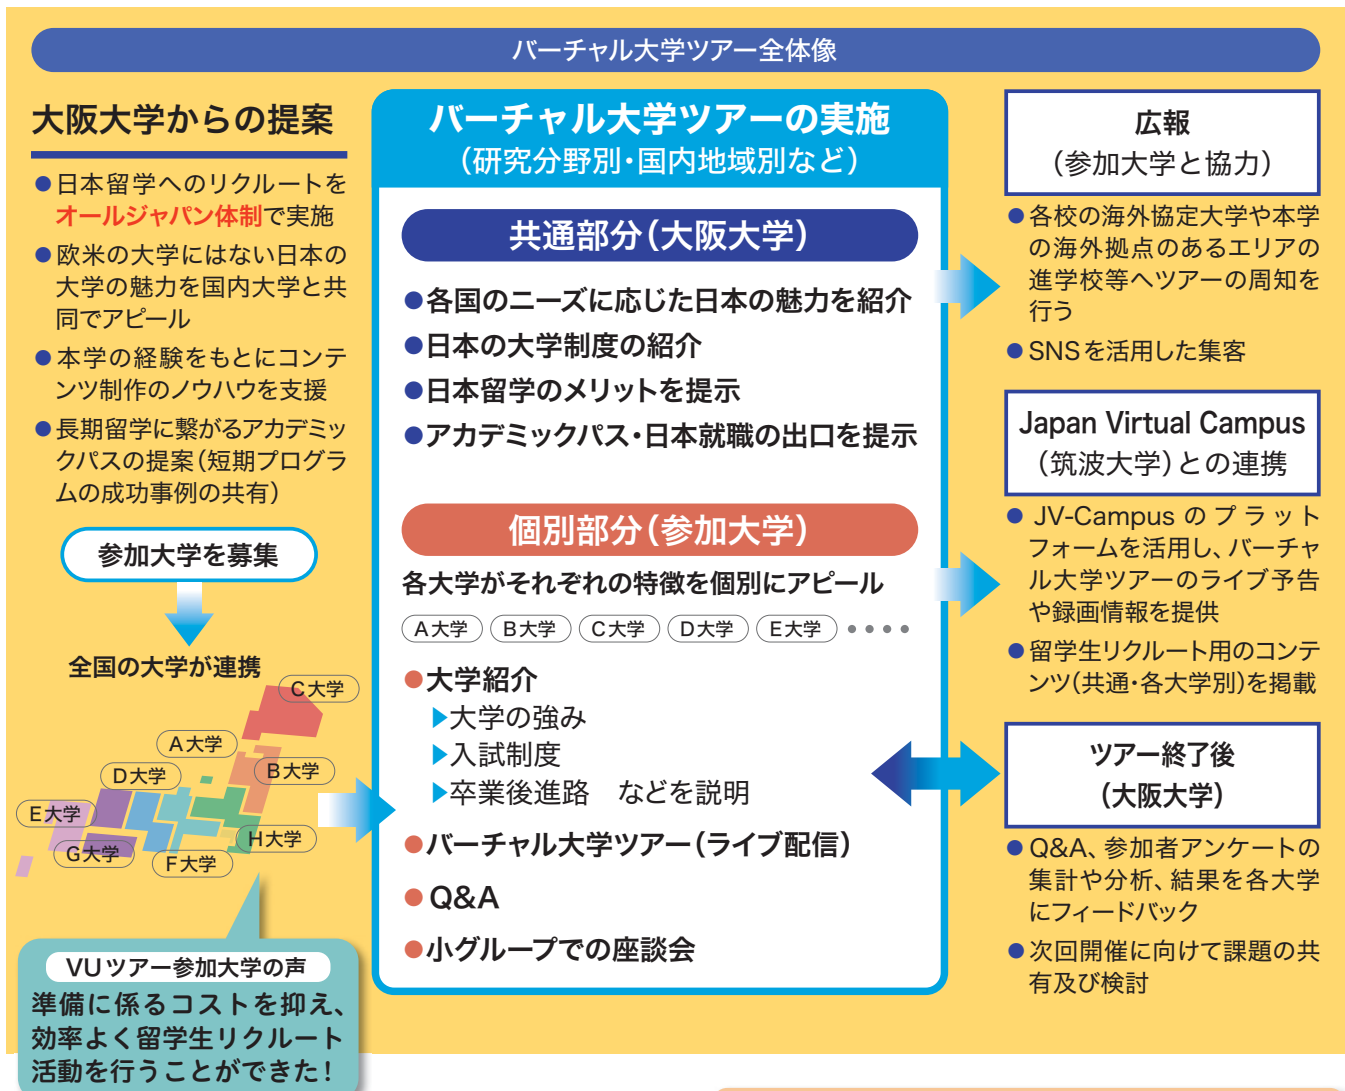 バーチャル大学ツアー全体像
大阪大学からの提案
●日本留学へのリクルートを
オールジャパン体制で実施
●欧米の大学にはない日本の
大学の魅力を国内大学と共
同でアピール
●本学の経験をもとにコンテ
ンツ制作のノウハウを支援
●長期留学に繋がるアカデミッ
クパスの提案(短期プログラ
ムの成功事例の共有)
参加大学を募集
全国の大学が連携
C大学
A大学
B大学
D大学
E大学
H大学
G大学
F大学
VUツアー参加大学の声
準備に係るコストを抑え、
効率よく留学生リクルート
活動を行うことができた!
バーチャル大学ツアーの実施
(研究分野別・国内地域別など)
共通部分(大阪大学)
●各国のニーズに応じた日本の魅力を紹介
●日本の大学制度の紹介
●日本留学のメリットを提示
●アカデミックパス・日本就職の出口を提示
個別部分(参加大学)
各大学がそれぞれの特徴を個別にアピール
A大学 B大学 C大学 D大学 E大学 ••••
●大学紹介
▶大学の強み
▶入試制度
▶卒業後進路 などを説明
●バーチャル大学ツアー(ライブ配信)
●Q&A
●小グループでの座談会
広報
(参加大学と協力)
●各校の海外協定大学や本学
の海外拠点のあるエリアの
進学校等へツアーの周知を
行う
●SNSを活用した集客
Japan Virtual Campus
(筑波大学)との連携
●JV-Campusのプラット
フォームを活用し、バーチャ
ル大学ツアーのライブ予告
や録画情報を提供
●留学生リクルート用のコンテ
ンツ(共通・各大学別)を掲載
ツアー終了後
(大阪大学)
●Q&A、参加者アンケートの
集計や分析、結果を各大学
にフィードバック
●次回開催に向けて課題の共
有及び検討